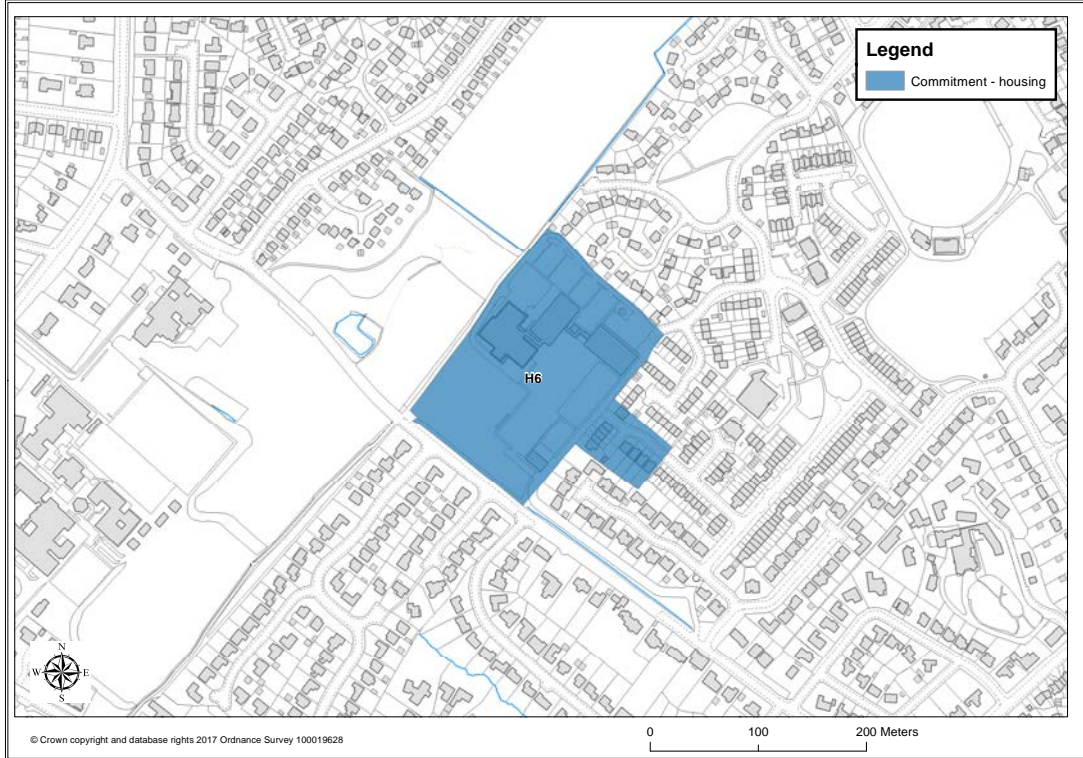 Legend
Commitment - housing
H6
N
W E
S
© Crown copyright and database rights 2017 Ordnance Survey 100019628
0 100 200 Meters